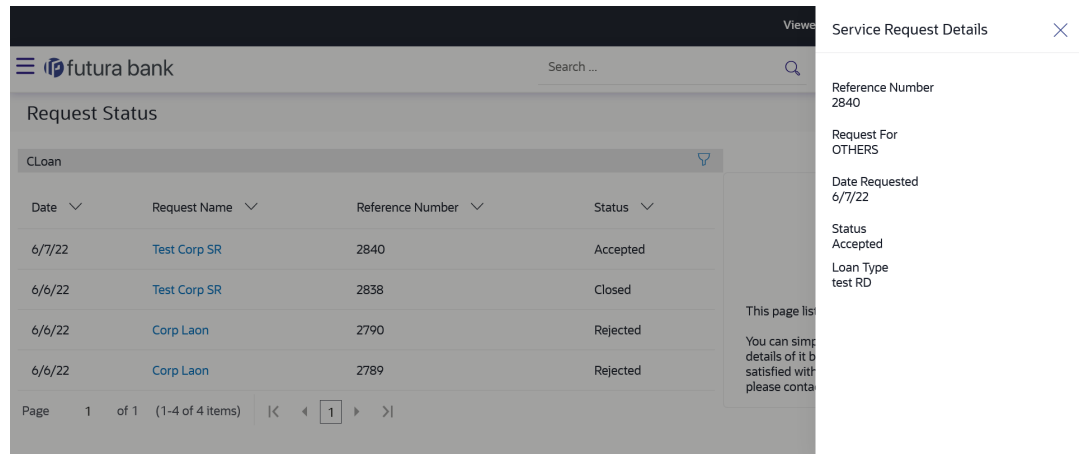 Viewe
futura bank
Search ...
Request Status
CLoan
Date Request Name Reference Number Status
6/7/22 Test Corp SR 2840 Accepted
6/6/22 Test Corp SR 2838 Closed
6/6/22 Corp Laon 2790 Rejected
6/6/22 Corp Laon 2789 Rejected
Page 1 of 1 (1-4 of 4 items) 1
This page list
You can simp
details of it b
satisfied with
please conta
Service Request Details
Reference Number
2840
Request For
OTHERS
Date Requested
6/7/22
Status
Accepted
Loan Type
test RD